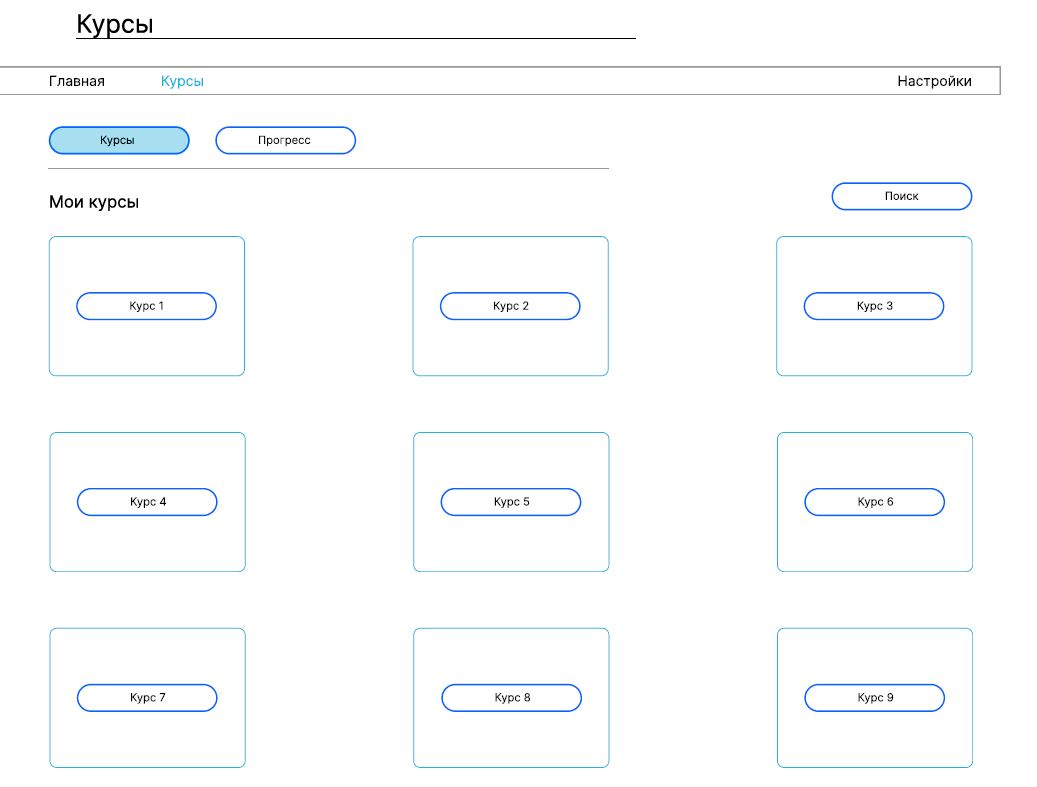 Курсы
Главная Курсы Настройки
Курсы Прогресс
Мои курсы Поиск
Курс 1 Курс 2 Курс 3
Курс 4 Курс 5 Курс 6
Курс 7 Курс 8 Курс 9